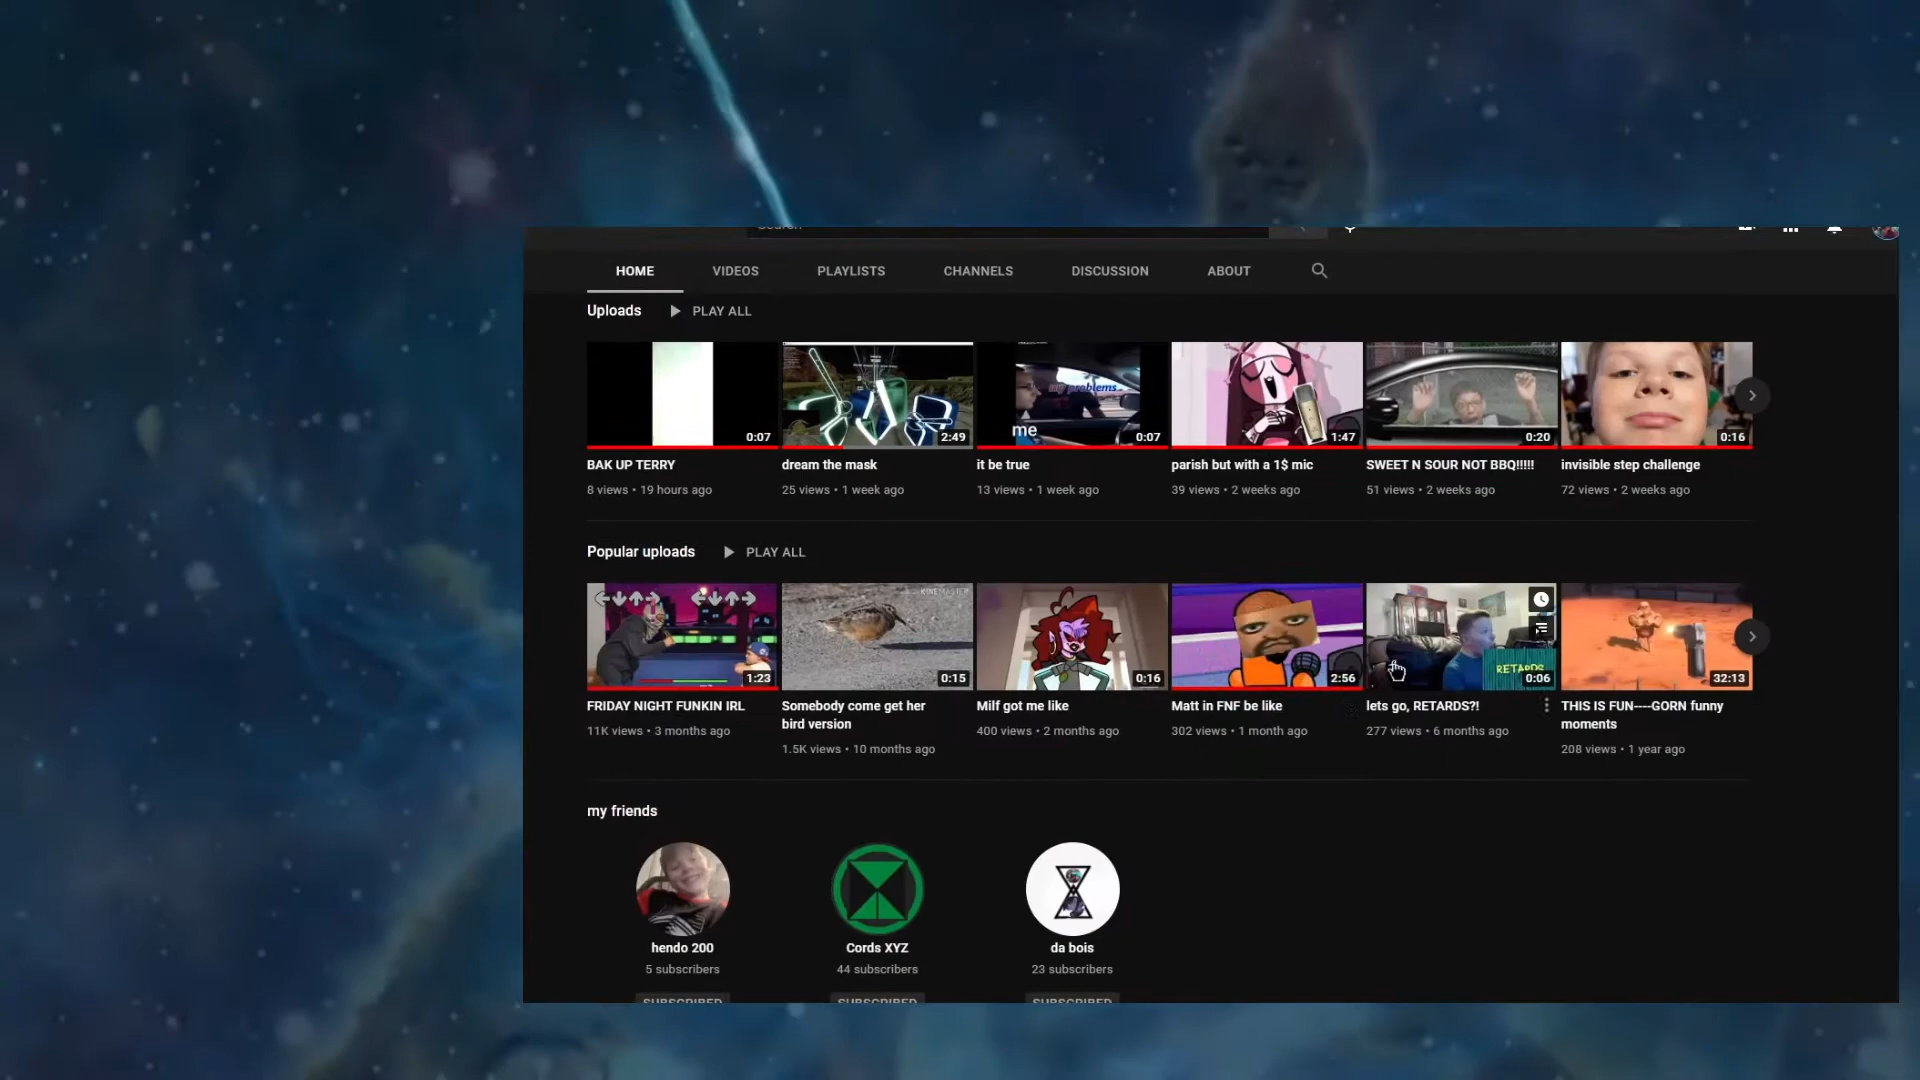 Search
HOME VIDEOS PLAYLISTS CHANNELS DISCUSSION ABOUT
Uploads PLAY ALL
my problems
me
0:07 2:49 0:07 1:47 0:20 0:16
BAK UP TERRY dream the mask it be true parish but with a 1$ mic SWEET N SOUR NOT BBQ!!!!! invisible step challenge
8 views • 19 hours ago 25 views • 1 week ago 13 views • 1 week ago 39 views • 2 weeks ago 51 views • 2 weeks ago 72 views • 2 weeks ago
Popular uploads PLAY ALL
KINEMASTER
RETARDS
1:23 0:15 0:16 2:56 0:06 32:13
FRIDAY NIGHT FUNKIN IRL Somebody come get her Milf got me like Matt in FNF be like lets go, RETARDS?! THIS IS FUN----GORN funny
bird version moments
11K views • 3 months ago 400 views • 2 months ago 302 views • 1 month ago 277 views • 6 months ago
1.5K views • 10 months ago 208 views • 1 year ago
my friends
hendo 200 Cords XYZ da bois
5 subscribers 44 subscribers 23 subscribers
SUBSCRIBED SUBSCRIBED SUBSCRIBED